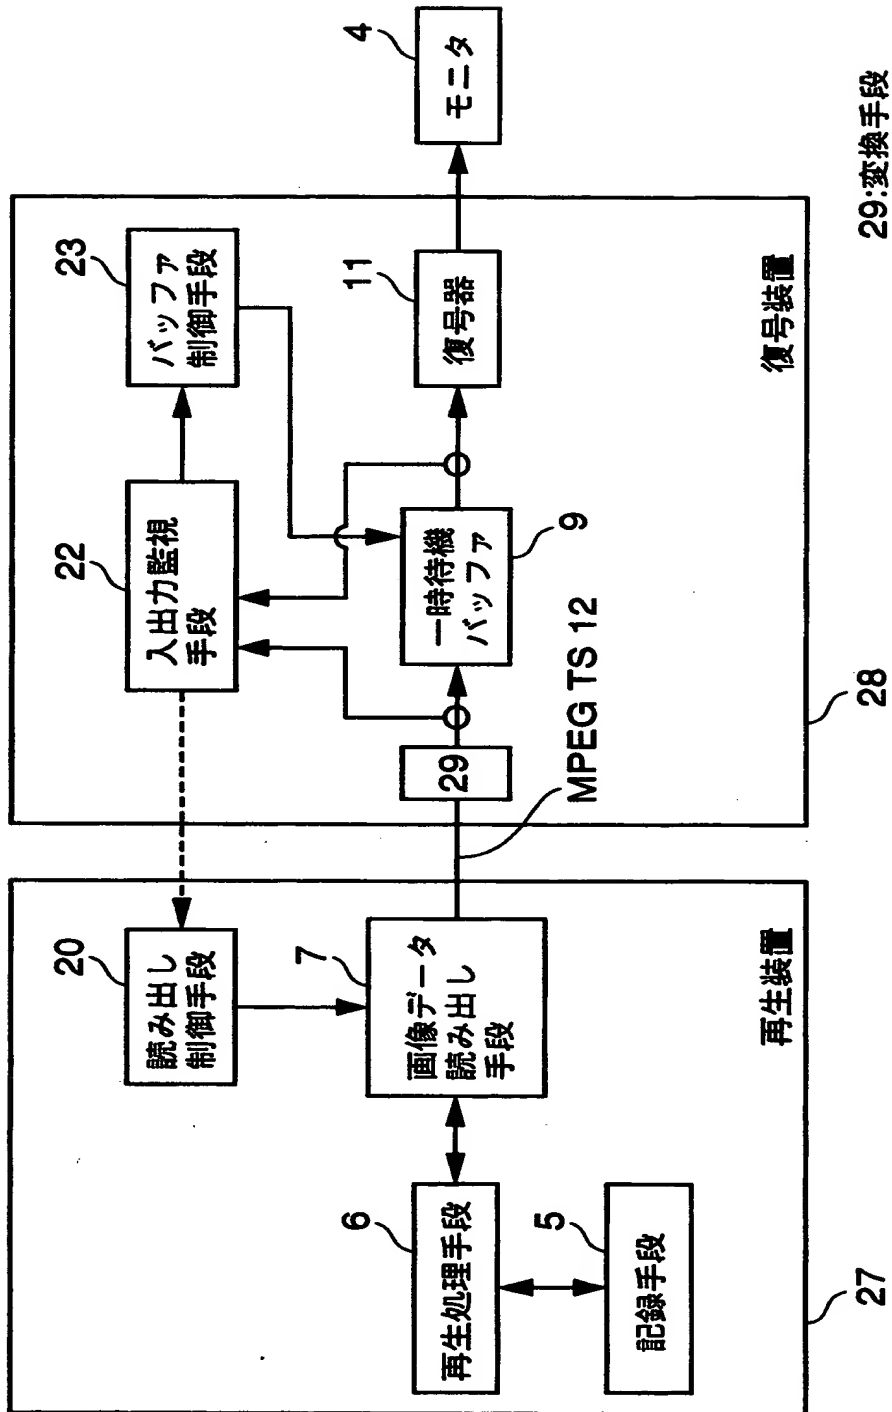 27
再生装置
5
記録手段
6
再生処理手段
7
画像データ
読み出し
手段
20
読み出し
制御手段
MPEG TS 12
28
復号装置
29
22
入出力監視
手段
23
バッファ
制御手段
9
一時待機
バッファ
11
復号器
4
モニタ
29:変換手段